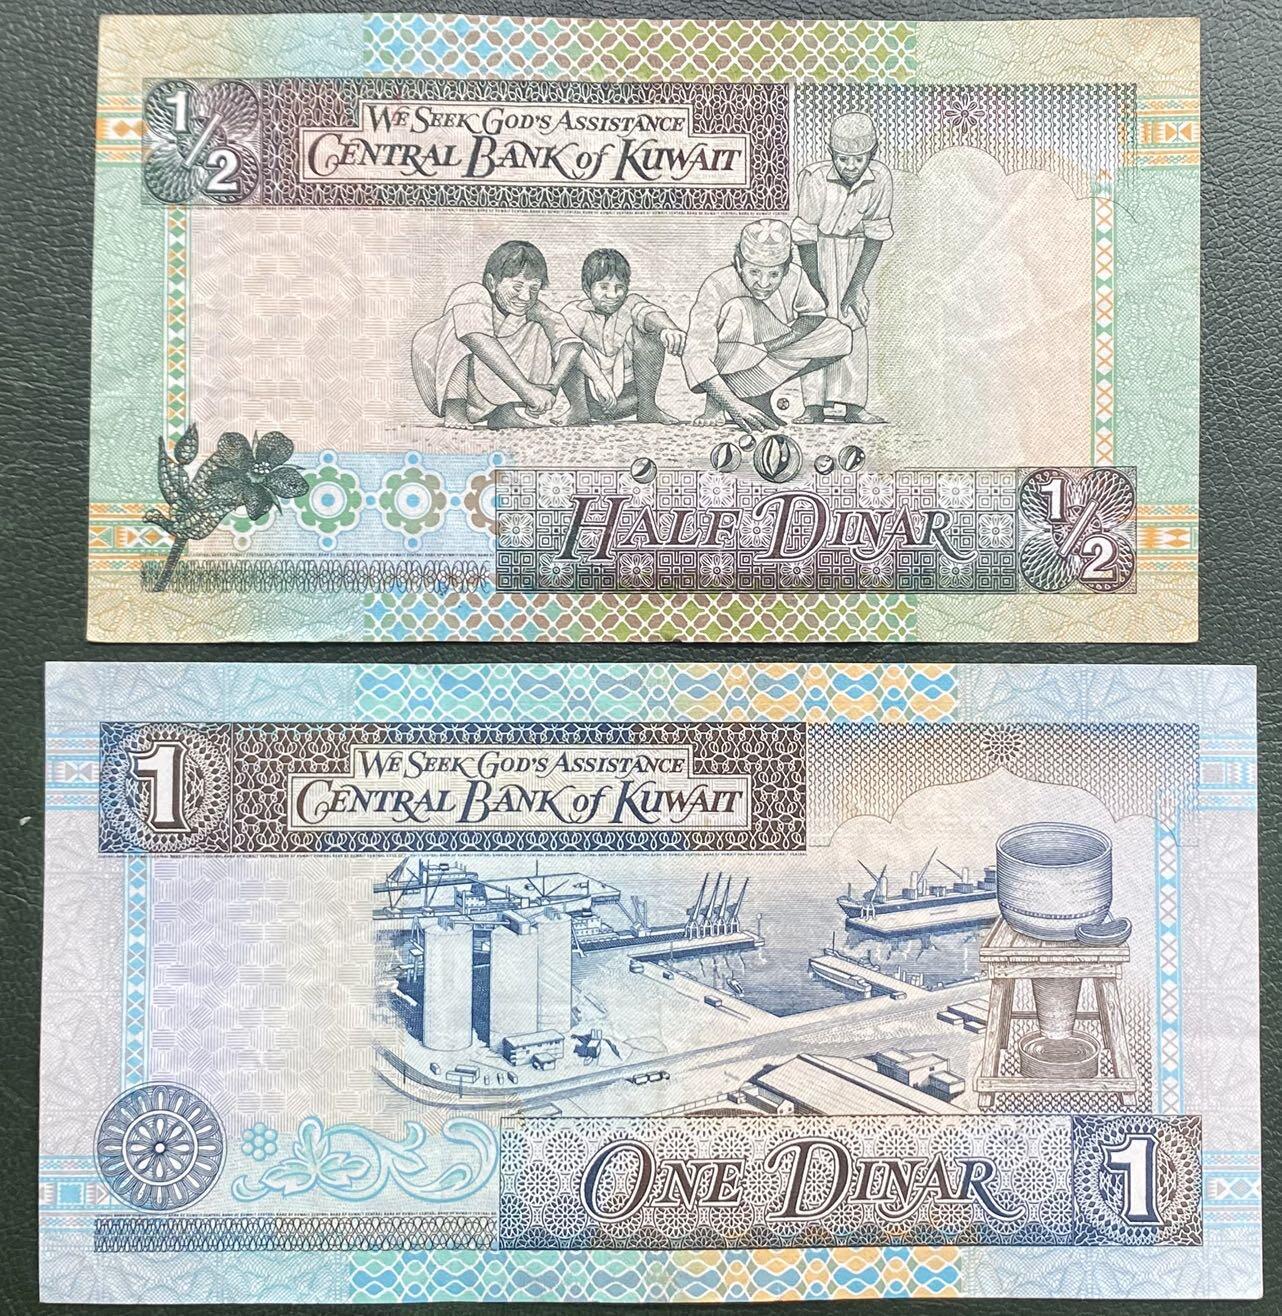 1/2
We Seek God's Assistance
Central Bank of Kuwait
Half Dinar
1/2
1
We Seek God's Assistance
Central Bank of Kuwait
One Dinar
1